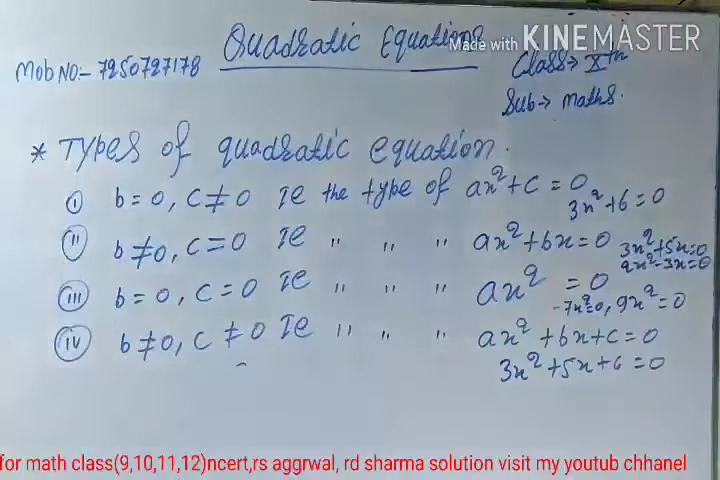 Quadratic Equations
Made with KINEMASTER
Mob NO:- 7250727178
Class → Xth
Sub → Maths.
* Types of quadratic equation.
(i) b = 0, C ≠ 0 Ie the type of ax² + C = 0
3x² + 6 = 0
(ii) b ≠ 0, C = 0 Ie " " " ax² + bx = 0 3x² + 5x = 0
2x² - 3x = 0
(iii) b = 0, C = 0 Ie " " " ax² = 0
-7x² = 0, 9x² = 0
(iv) b ≠ 0, C ≠ 0 Ie " " " ax² + bx + c = 0
3x² + 5x + 6 = 0
for math class(9,10,11,12)ncert,rs aggrwal, rd sharma solution visit my youtub chhanel